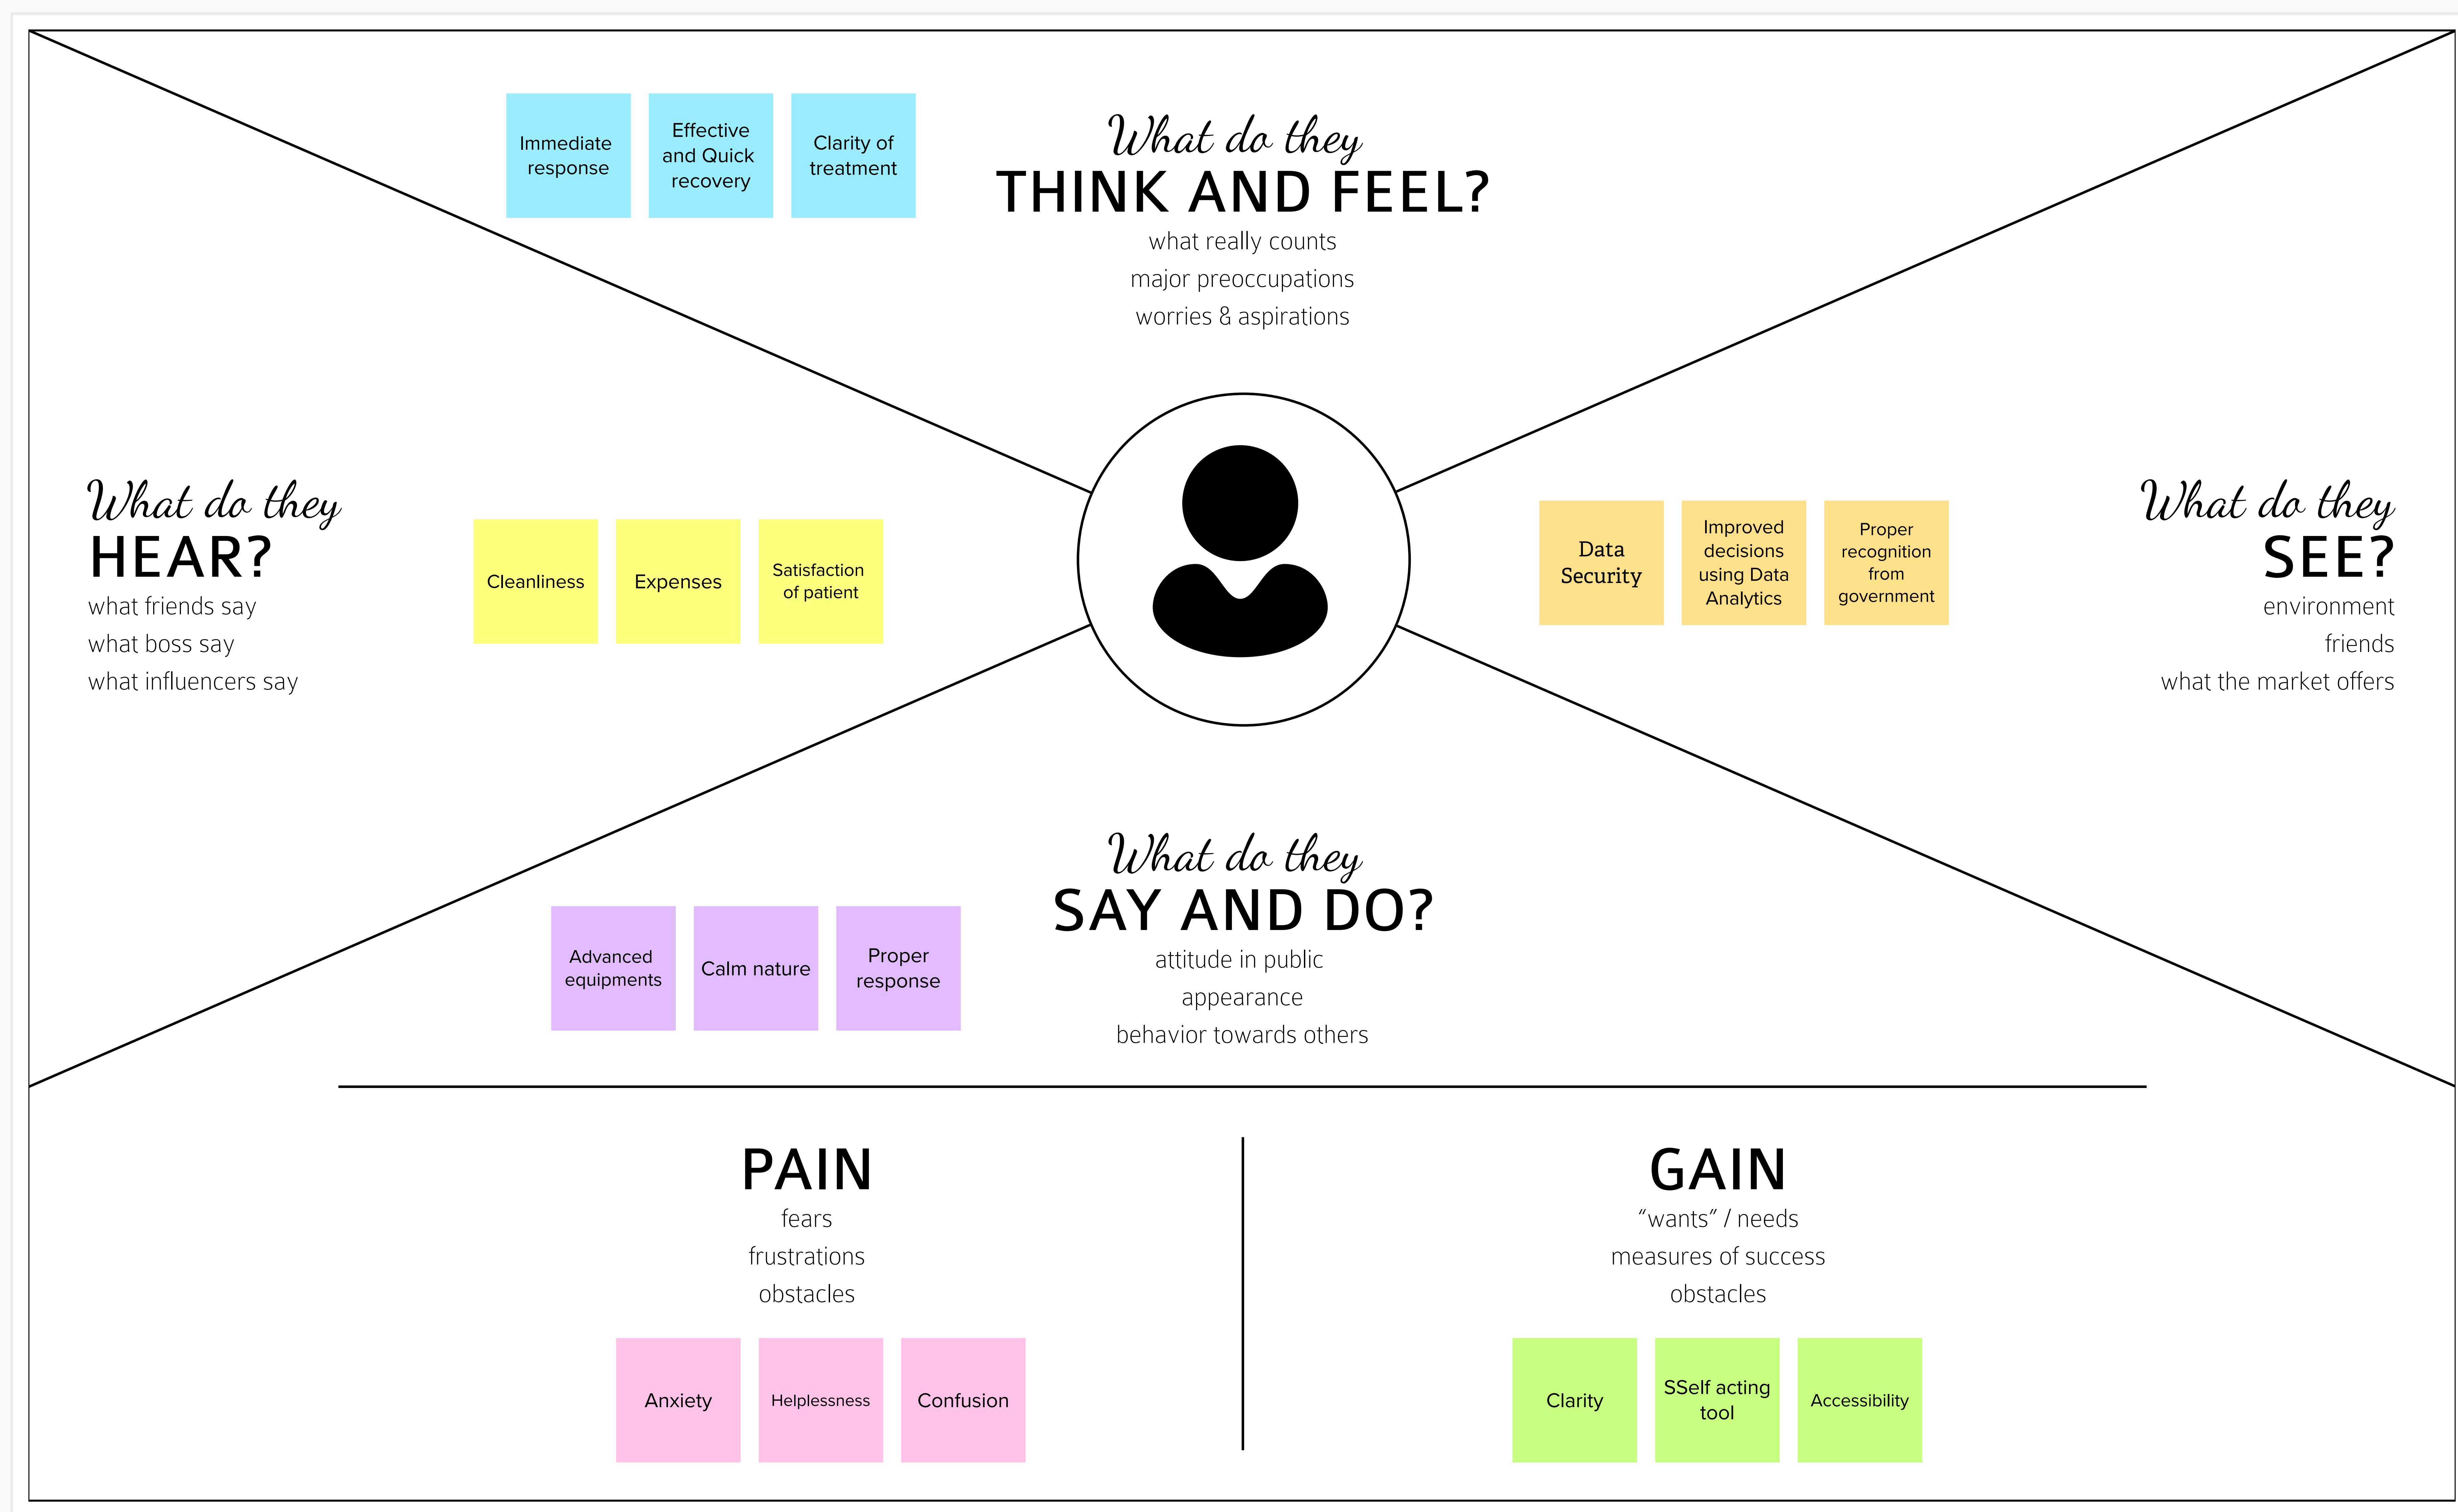 Immediate
response
Effective
and Quick
recovery
Clarity of
treatment
What do they
THINK AND FEEL?
what really counts
major preoccupations
worries & aspirations
What do they
HEAR?
what friends say
what boss say
what influencers say
Cleanliness
Expenses
Satisfaction
of patient
Data
Security
Improved
decisions
using Data
Analytics
Proper
recognition
from
government
What do they
SEE?
environment
friends
what the market offers
What do they
SAY AND DO?
attitude in public
appearance
behavior towards others
Advanced
equipments
Calm nature
Proper
response
PAIN
fears
frustrations
obstacles
Anxiety
Helplessness
Confusion
GAIN
“wants” / needs
measures of success
obstacles
Clarity
SSelf acting
tool
Accessibility